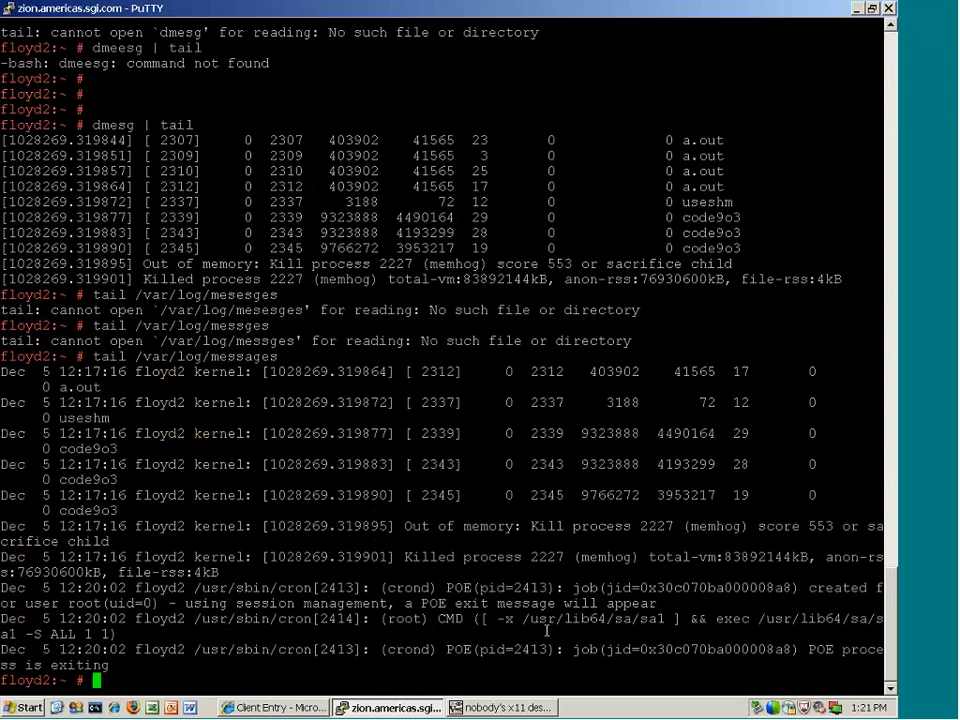 zion.americas.sgi.com - PuTTY
tail: cannot open `dmesg' for reading: No such file or directory
floyd2:~ # dmeesg | tail
-bash: dmeesg: command not found
floyd2:~ #
floyd2:~ #
floyd2:~ #
floyd2:~ # dmesg | tail
[1028269.319844] [ 2307]     0  2307   403902    41565  23       0             0 a.out
[1028269.319851] [ 2309]     0  2309   403902    41565   3       0             0 a.out
[1028269.319857] [ 2310]     0  2310   403902    41565  25       0             0 a.out
[1028269.319864] [ 2312]     0  2312   403902    41565  17       0             0 a.out
[1028269.319872] [ 2337]     0  2337     3188       72  12       0             0 useshm
[1028269.319877] [ 2339]     0  2339  9323888  4490164  29       0             0 code9o3
[1028269.319883] [ 2343]     0  2343  9323888  4193299  28       0             0 code9o3
[1028269.319890] [ 2345]     0  2345  9766272  3953217  19       0             0 code9o3
[1028269.319895] Out of memory: Kill process 2227 (memhog) score 553 or sacrifice child
[1028269.319901] Killed process 2227 (memhog) total-vm:83892144kB, anon-rss:76930600kB, file-rss:4kB
floyd2:~ # tail /var/log/mesesges
tail: cannot open `/var/log/mesesges' for reading: No such file or directory
floyd2:~ # tail /var/log/messges
tail: cannot open `/var/log/messges' for reading: No such file or directory
floyd2:~ # tail /var/log/messages
Dec  5 12:17:16 floyd2 kernel: [1028269.319864] [ 2312]     0  2312   403902    41565  17       0
     0 a.out
Dec  5 12:17:16 floyd2 kernel: [1028269.319872] [ 2337]     0  2337     3188       72  12       0
     0 useshm
Dec  5 12:17:16 floyd2 kernel: [1028269.319877] [ 2339]     0  2339  9323888  4490164  29       0
     0 code9o3
Dec  5 12:17:16 floyd2 kernel: [1028269.319883] [ 2343]     0  2343  9323888  4193299  28       0
     0 code9o3
Dec  5 12:17:16 floyd2 kernel: [1028269.319890] [ 2345]     0  2345  9766272  3953217  19       0
     0 code9o3
Dec  5 12:17:16 floyd2 kernel: [1028269.319895] Out of memory: Kill process 2227 (memhog) score 553 or sa
crifice child
Dec  5 12:17:16 floyd2 kernel: [1028269.319901] Killed process 2227 (memhog) total-vm:83892144kB, anon-rs
s:76930600kB, file-rss:4kB
Dec  5 12:20:02 floyd2 /usr/sbin/cron[2413]: (crond) POE(pid=2413): job(jid=0x30c070ba000008a8) created f
or user root(uid=0) - using session management, a POE exit message will appear
Dec  5 12:20:02 floyd2 /usr/sbin/cron[2414]: (root) CMD ([ -x /usr/lib64/sa/sa1 ] && exec /usr/lib64/sa/s
a1 -S ALL 1 1)
Dec  5 12:20:02 floyd2 /usr/sbin/cron[2413]: (crond) POE(pid=2413): job(jid=0x30c070ba000008a8) POE proce
ss is exiting
floyd2:~ #
Start Client Entry - Micro... zion.americas.sgi... nobody's x11 des... 1:21 PM